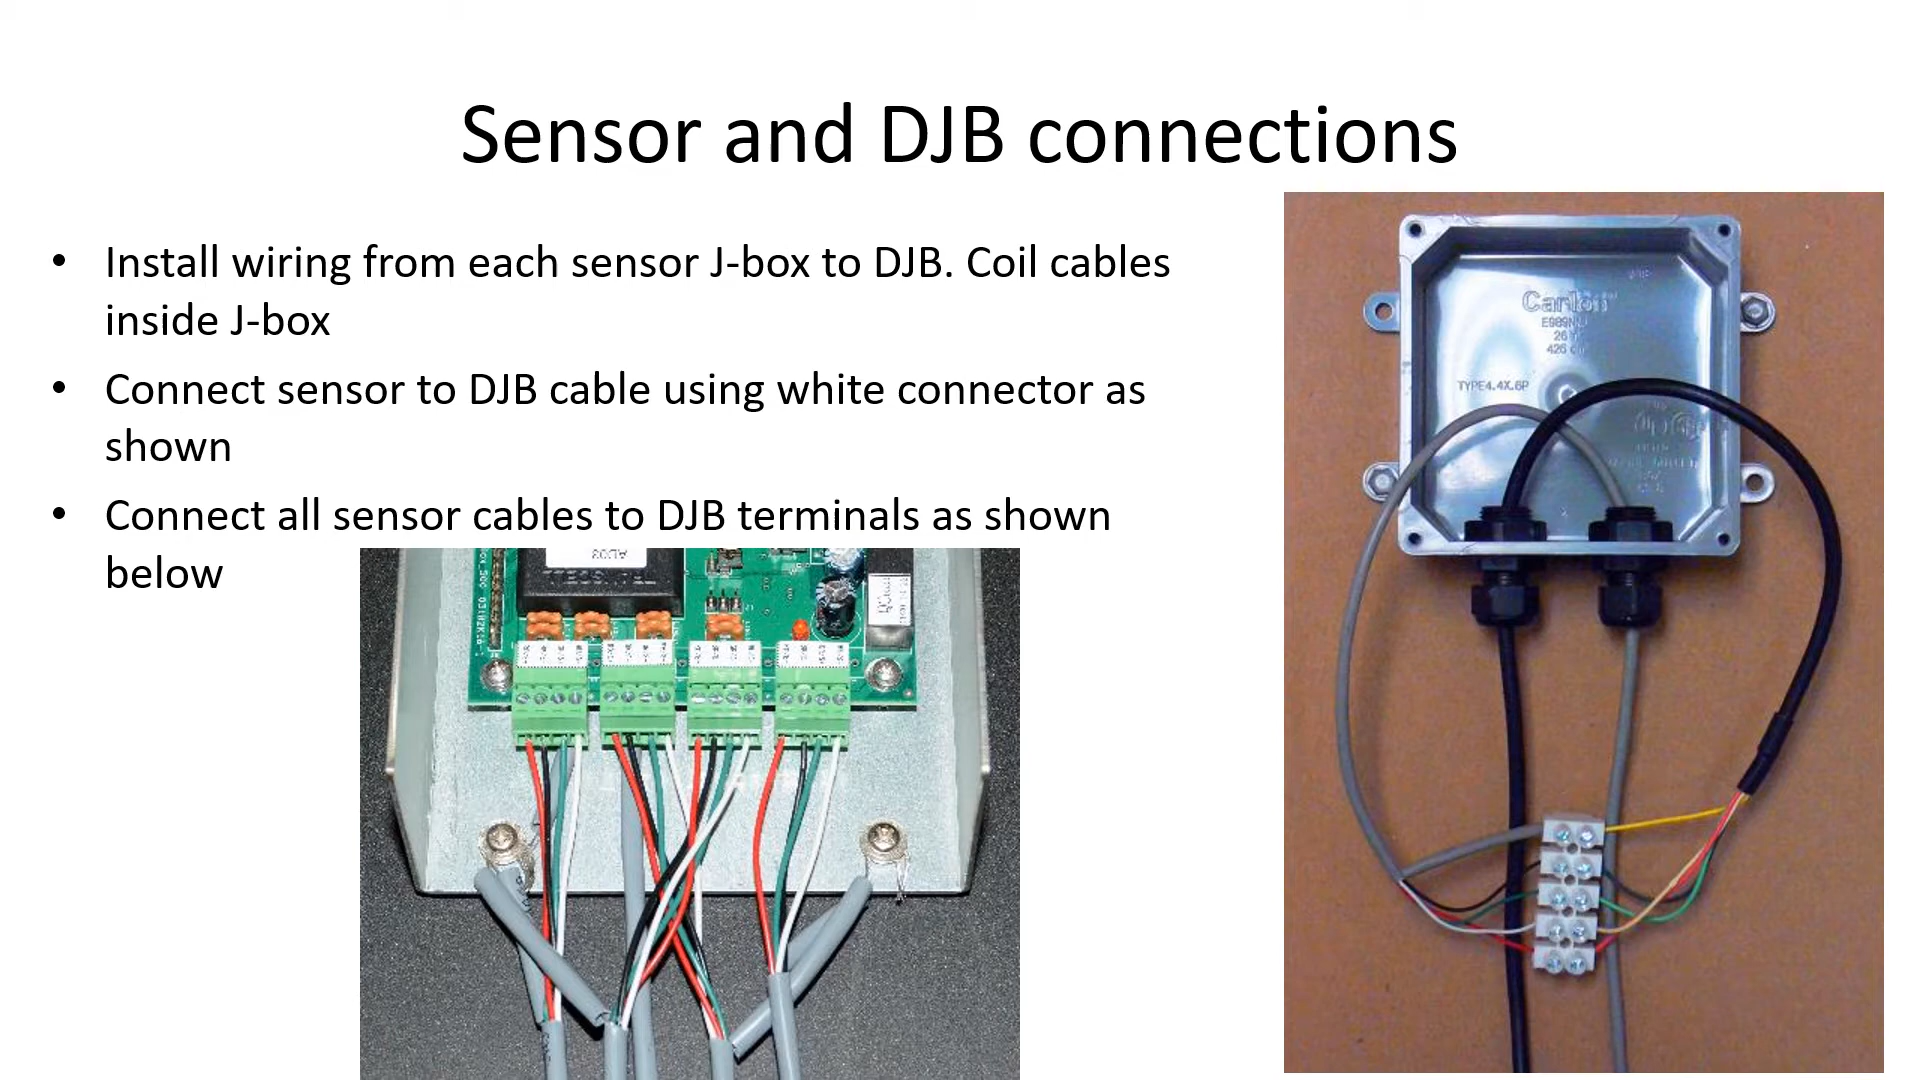 Sensor and DJB connections
• Install wiring from each sensor J-box to DJB. Coil cables
inside J-box
• Connect sensor to DJB cable using white connector as
shown
• Connect all sensor cables to DJB terminals as shown
below
Carlon
TYPE4.4X.6P